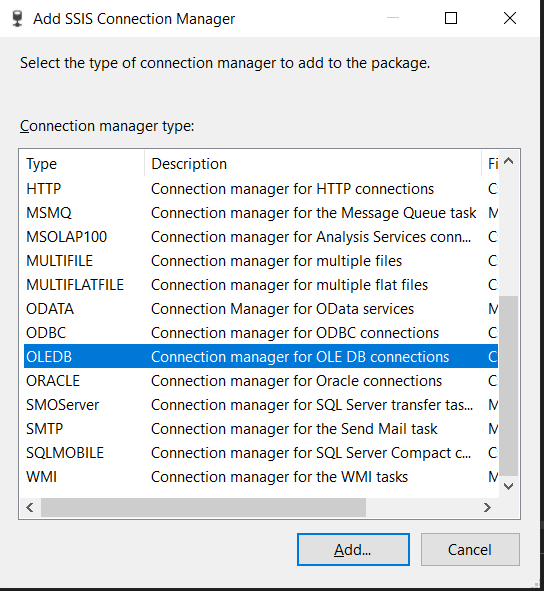 Add SSIS Connection Manager
Select the type of connection manager to add to the package.
Connection manager type:
Type Description Fi
HTTP Connection manager for HTTP connections C
MSMQ Connection manager for the Message Queue task M
MSOLAP100 Connection manager for Analysis Services conn... C
MULTIFILE Connection manager for multiple files C
MULTIFLATFILE Connection manager for multiple flat files C
ODATA Connection Manager for OData services M
ODBC Connection manager for ODBC connections C
OLEDB Connection manager for OLE DB connections C
ORACLE Connection manager for Oracle connections C
SMOServer Connection manager for SQL Server transfer tas... M
SMTP Connection manager for the Send Mail task M
SQLMOBILE Connection manager for SQL Server Compact c... C
WMI Connection manager for the WMI tasks M
Add... Cancel